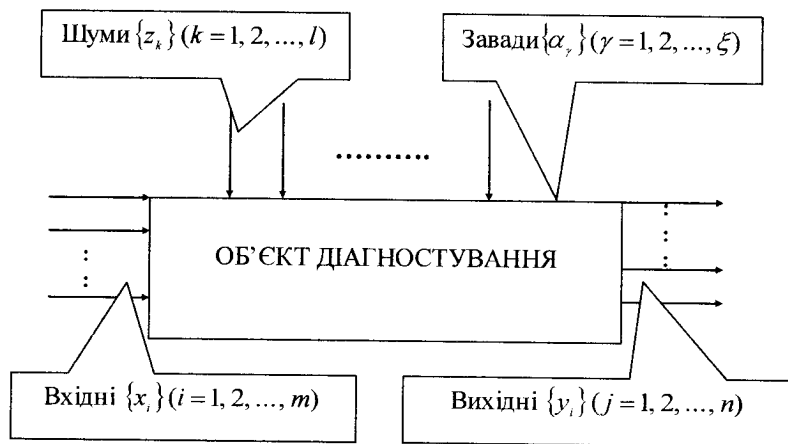 Шуми {z_k} (k = 1, 2, ..., l)
Завади {α_γ} (γ = 1, 2, ..., ξ)
ОБ'ЄКТ ДІАГНОСТУВАННЯ
Вхідні {x_i} (i = 1, 2, ..., m)
Вихідні {y_i} (j = 1, 2, ..., n)